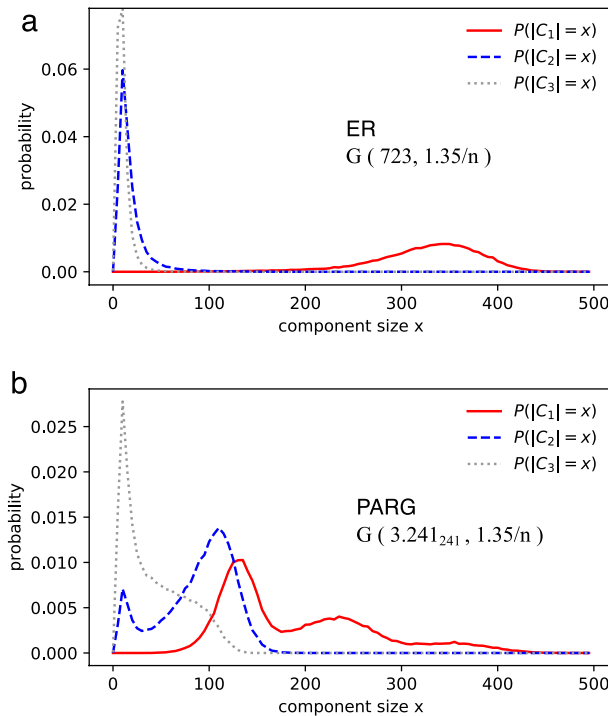 a
P(|C₁| = x)
P(|C₂| = x)
P(|C₃| = x)
ER
G ( 723, 1.35/n )
probability
0.06
0.04
0.02
0.00
0 100 200 300 400 500
component size x
b
P(|C₁| = x)
P(|C₂| = x)
P(|C₃| = x)
PARG
G ( 3.241₂₄₁ , 1.35/n )
probability
0.025
0.020
0.015
0.010
0.005
0.000
0 100 200 300 400 500
component size x